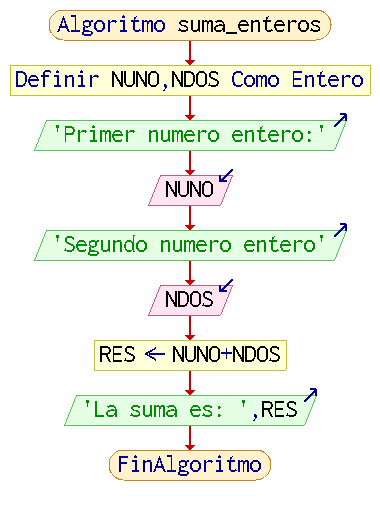 Algoritmo suma_enteros
Definir NUNO,NDOS Como Entero
'Primer numero entero:'
NUNO
'Segundo numero entero'
NDOS
RES ← NUNO+NDOS
'La suma es: ',RES
FinAlgoritmo